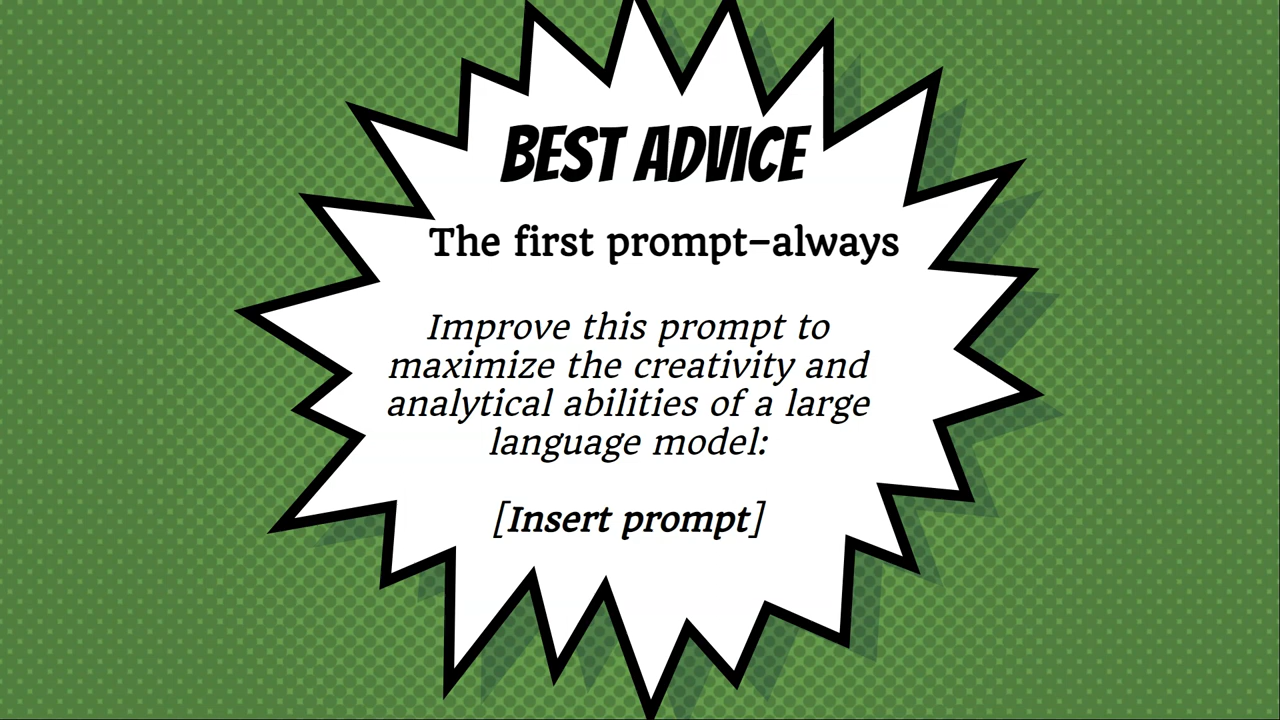 BEST ADVICE
The first prompt–always
Improve this prompt to
maximize the creativity and
analytical abilities of a large
language model:
[Insert prompt]